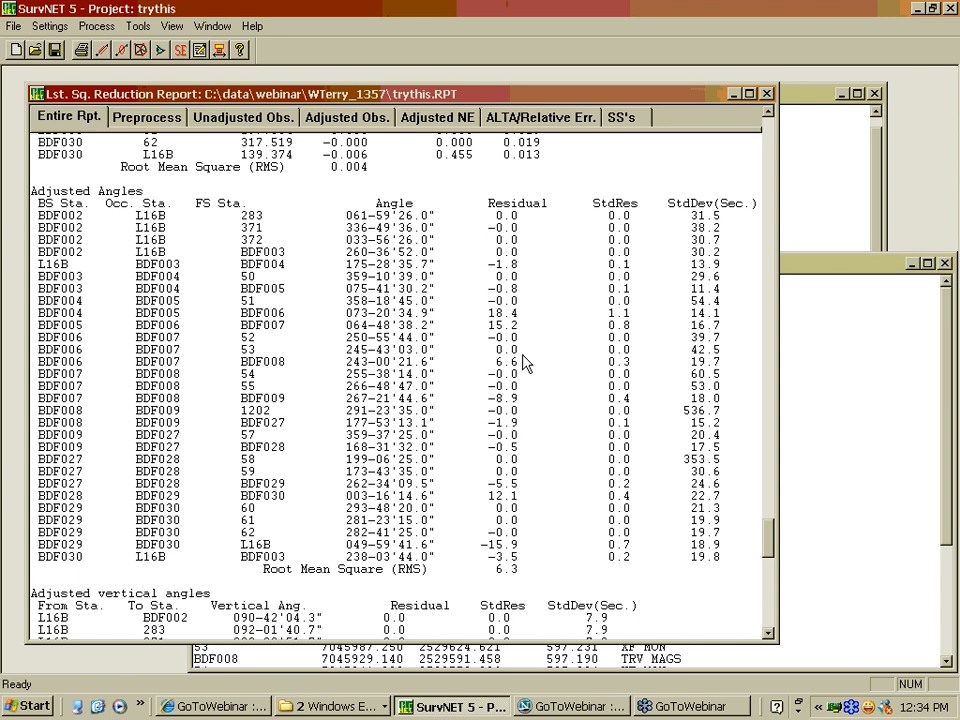 SurvNET 5 - Project: trythis
File Settings Process Tools View Window Help
SE
Lst. Sq. Reduction Report: C:\data\webinar\WTerry_1357\trythis.RPT
Entire Rpt. Preprocess Unadjusted Obs. Adjusted Obs. Adjusted NE ALTA/Relative Err. SS's
BDF030 62 317.519 -0.000 0.000 0.019
BDF030 L16B 139.374 -0.006 0.455 0.013
Root Mean Square (RMS) 0.004
Adjusted Angles
BS Sta. Occ. Sta. FS Sta. Angle Residual StdRes StdDev(Sec.)
BDF002 L16B 283 061-59'26.0" 0.0 0.0 31.5
BDF002 L16B 371 336-49'36.0" -0.0 0.0 38.2
BDF002 L16B 372 033-56'26.0" 0.0 0.0 30.7
BDF002 L16B BDF003 260-36'52.0" 0.0 0.0 30.2
L16B BDF003 BDF004 175-28'35.7" -1.8 0.1 13.9
BDF003 BDF004 50 359-10'39.0" 0.0 0.0 29.6
BDF003 BDF004 BDF005 075-41'30.2" -0.8 0.1 11.4
BDF004 BDF005 51 358-18'45.0" -0.0 0.0 54.4
BDF004 BDF005 BDF006 073-20'34.9" 18.4 1.1 14.1
BDF005 BDF006 BDF007 064-48'38.2" 15.2 0.8 16.7
BDF006 BDF007 52 250-55'44.0" -0.0 0.0 39.7
BDF006 BDF007 53 245-43'03.0" 0.0 0.0 42.5
BDF006 BDF007 BDF008 243-00'21.6" 6.6 0.3 19.7
BDF007 BDF008 54 255-38'14.0" -0.0 0.0 60.5
BDF007 BDF008 55 266-48'47.0" -0.0 0.0 53.0
BDF007 BDF008 BDF009 267-21'44.6" -8.9 0.4 18.0
BDF008 BDF009 1202 291-23'35.0" -0.0 0.0 536.7
BDF008 BDF009 BDF027 177-53'13.1" -1.9 0.1 15.2
BDF009 BDF027 57 359-37'25.0" -0.0 0.0 20.4
BDF009 BDF027 BDF028 168-31'32.0" -0.5 0.0 17.5
BDF027 BDF028 58 199-06'25.0" 0.0 0.0 353.5
BDF027 BDF028 59 173-43'35.0" 0.0 0.0 30.6
BDF027 BDF028 BDF029 262-34'09.5" -5.5 0.2 24.6
BDF028 BDF029 BDF030 003-16'14.6" 12.1 0.4 22.7
BDF029 BDF030 60 293-48'20.0" 0.0 0.0 21.3
BDF029 BDF030 61 281-23'15.0" 0.0 0.0 19.9
BDF029 BDF030 62 282-41'25.0" -0.0 0.0 19.7
BDF029 BDF030 L16B 049-59'41.6" -15.9 0.7 18.9
BDF030 L16B BDF003 238-03'44.0" -3.5 0.2 19.8
Root Mean Square (RMS) 6.3
Adjusted vertical angles
From Sta. To Sta. Vertical Ang. Residual StdRes StdDev(Sec.)
L16B BDF002 090-42'04.3" 0.0 0.0 7.9
L16B 283 092-01'40.7" 0.0 0.0 7.9
53 7045987.250 2529624.621 597.231 XF MON
BDF008 7045929.140 2529591.458 597.190 TRV MAGS
Ready NUM
Start » GoToWebinar :... 2 Windows E... SurvNET 5 - P... GoToWebinar :... GoToWebinar « 12:34 PM